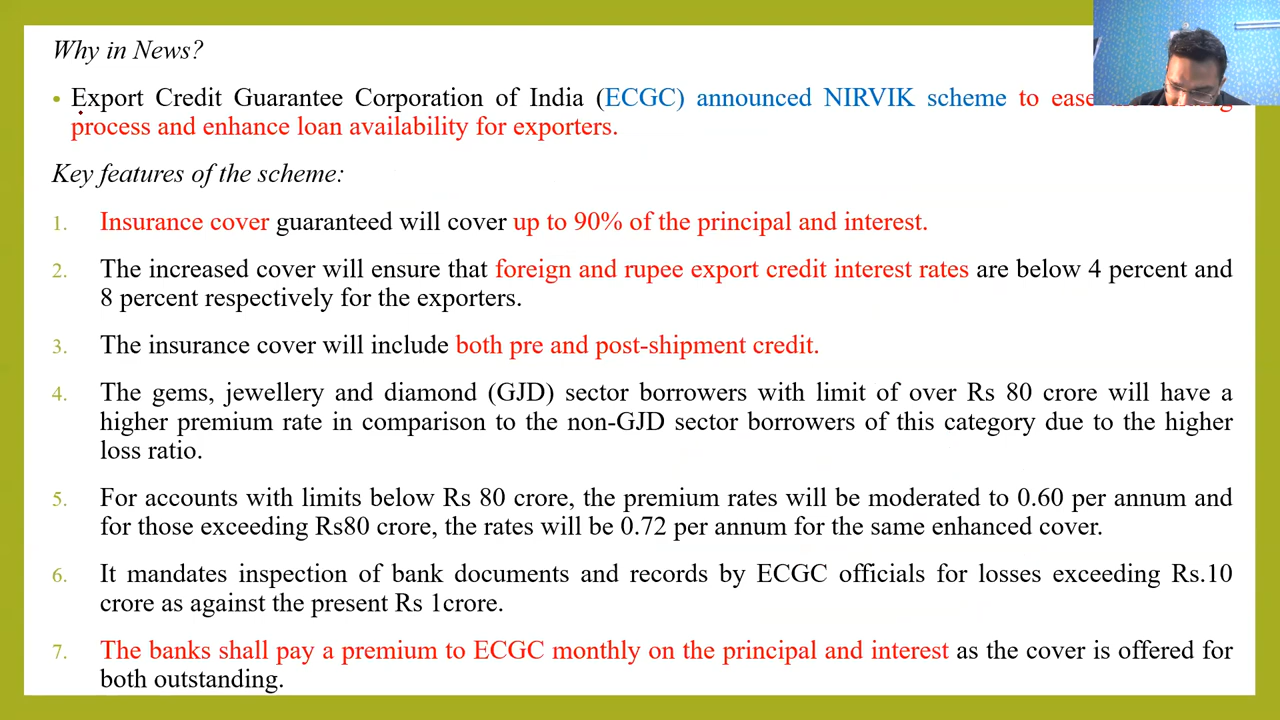 Why in News?
• Export Credit Guarantee Corporation of India (ECGC) announced NIRVIK scheme to ease
process and enhance loan availability for exporters.
Key features of the scheme:
1. Insurance cover guaranteed will cover up to 90% of the principal and interest.
2. The increased cover will ensure that foreign and rupee export credit interest rates are below 4 percent and
8 percent respectively for the exporters.
3. The insurance cover will include both pre and post-shipment credit.
4. The gems, jewellery and diamond (GJD) sector borrowers with limit of over Rs 80 crore will have a
higher premium rate in comparison to the non-GJD sector borrowers of this category due to the higher
loss ratio.
5. For accounts with limits below Rs 80 crore, the premium rates will be moderated to 0.60 per annum and
for those exceeding Rs80 crore, the rates will be 0.72 per annum for the same enhanced cover.
6. It mandates inspection of bank documents and records by ECGC officials for losses exceeding Rs.10
crore as against the present Rs 1crore.
7. The banks shall pay a premium to ECGC monthly on the principal and interest as the cover is offered for
both outstanding.